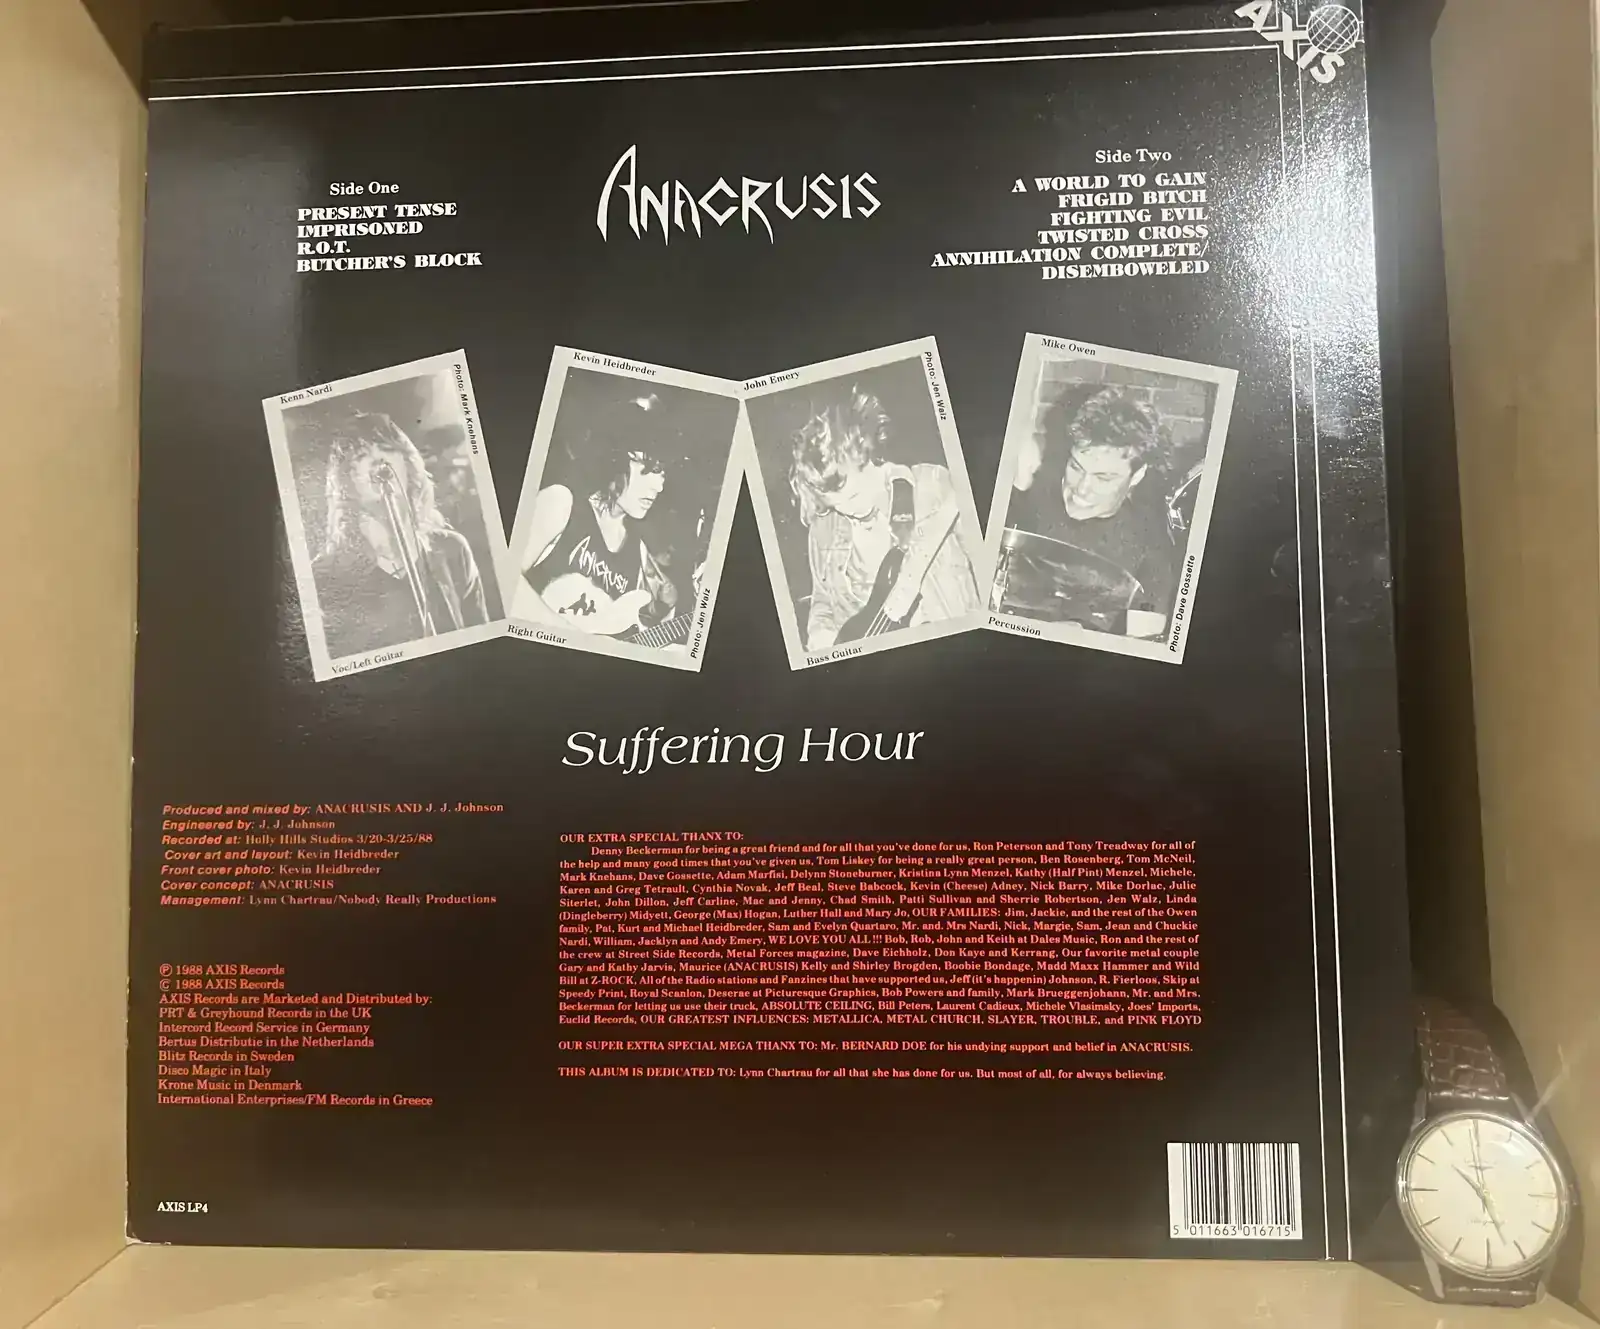 AXIS
ANACRUSIS
Side One
PRESENT TENSE
IMPRISONED
R.O.T.
BUTCHER'S BLOCK
Side Two
A WORLD TO GAIN
FRIGID BITCH
FIGHTING EVIL
TWISTED CROSS
ANNIHILATION COMPLETE/
DISEMBOWELED
Kenn Nardi
Photo: Mark Knehans
Voc/Left Guitar
Kevin Heidbreder
ANACRUSIS
Photo: Jen Walz
Right Guitar
John Emery
Photo: Jen Walz
Bass Guitar
Mike Owen
Photo: Dave Gossette
Percussion
Suffering Hour
Produced and mixed by: ANACRUSIS AND J. J. Johnson
Engineered by: J. J. Johnson
Recorded at: Holly Hills Studios 3/20-3/25/88
Cover art and layout: Kevin Heidbreder
Front cover photo: Kevin Heidbreder
Cover concept: ANACRUSIS
Management: Lynn Chartrau/Nobody Really Productions
Ⓟ 1988 AXIS Records
© 1988 AXIS Records
AXIS Records are Marketed and Distributed by:
PRT & Greyhound Records in the UK
Intercord Record Service in Germany
Bertus Distributie in the Netherlands
Blitz Records in Sweden
Disco Magic in Italy
Krone Music in Denmark
International Enterprises/FM Records in Greece
AXIS LP4
OUR EXTRA SPECIAL THANX TO:
Denny Beckerman for being a great friend and for all that you've done for us, Ron Peterson and Tony Treadway for all of
the help and many good times that you've given us, Tom Liskey for being a really great person, Ben Rosenberg, Tom McNeil,
Mark Knehans, Dave Gossette, Adam Marfisi, Delynn Stoneburner, Kristina Lynn Menzel, Kathy (Half Pint) Menzel, Michele,
Karen and Greg Tetrault, Cynthia Novak, Jeff Beal, Steve Babcock, Kevin (Cheese) Adney, Nick Barry, Mike Dorlac, Julie
Siterlet, John Dillon, Jeff Carline, Mac and Jenny, Chad Smith, Patti Sullivan and Sherrie Robertson, Jen Walz, Linda
(Dingleberry) Midyett, George (Max) Hogan, Luther Hall and Mary Jo, OUR FAMILIES: Jim, Jackie, and the rest of the Owen
family, Pat, Kurt and Michael Heidbreder, Sam and Evelyn Quartaro, Mr. and. Mrs Nardi, Nick, Margie, Sam, Jean and Chuckie
Nardi, William, Jacklyn and Andy Emery, WE LOVE YOU ALL!!! Bob, Rob, John and Keith at Dales Music, Ron and the rest of
the crew at Street Side Records, Metal Forces magazine, Dave Eichholz, Don Kaye and Kerrang, Our favorite metal couple
Gary and Kathy Jarvis, Maurice (ANACRUSIS) Kelly and Shirley Brogden, Boobie Bondage, Madd Maxx Hammer and Wild
Bill at Z-ROCK, All of the Radio stations and Fanzines that have supported us, Jeff (it's happenin) Johnson, R. Fierloos, Skip at
Speedy Print, Royal Scanlon, Deserae at Picturesque Graphics, Bob Powers and family, Mark Brueggenjohann, Mr. and Mrs.
Beckerman for letting us use their truck, ABSOLUTE CEILING, Bill Peters, Laurent Cadieux, Michele Vlasimsky, Joes' Imports,
Euclid Records, OUR GREATEST INFLUENCES: METALLICA, METAL CHURCH, SLAYER, TROUBLE, and PINK FLOYD
OUR SUPER EXTRA SPECIAL MEGA THANX TO: Mr. BERNARD DOE for his undying support and belief in ANACRUSIS.
THIS ALBUM IS DEDICATED TO: Lynn Chartrau for all that she has done for us. But most of all, for always believing.
5 011663 016715